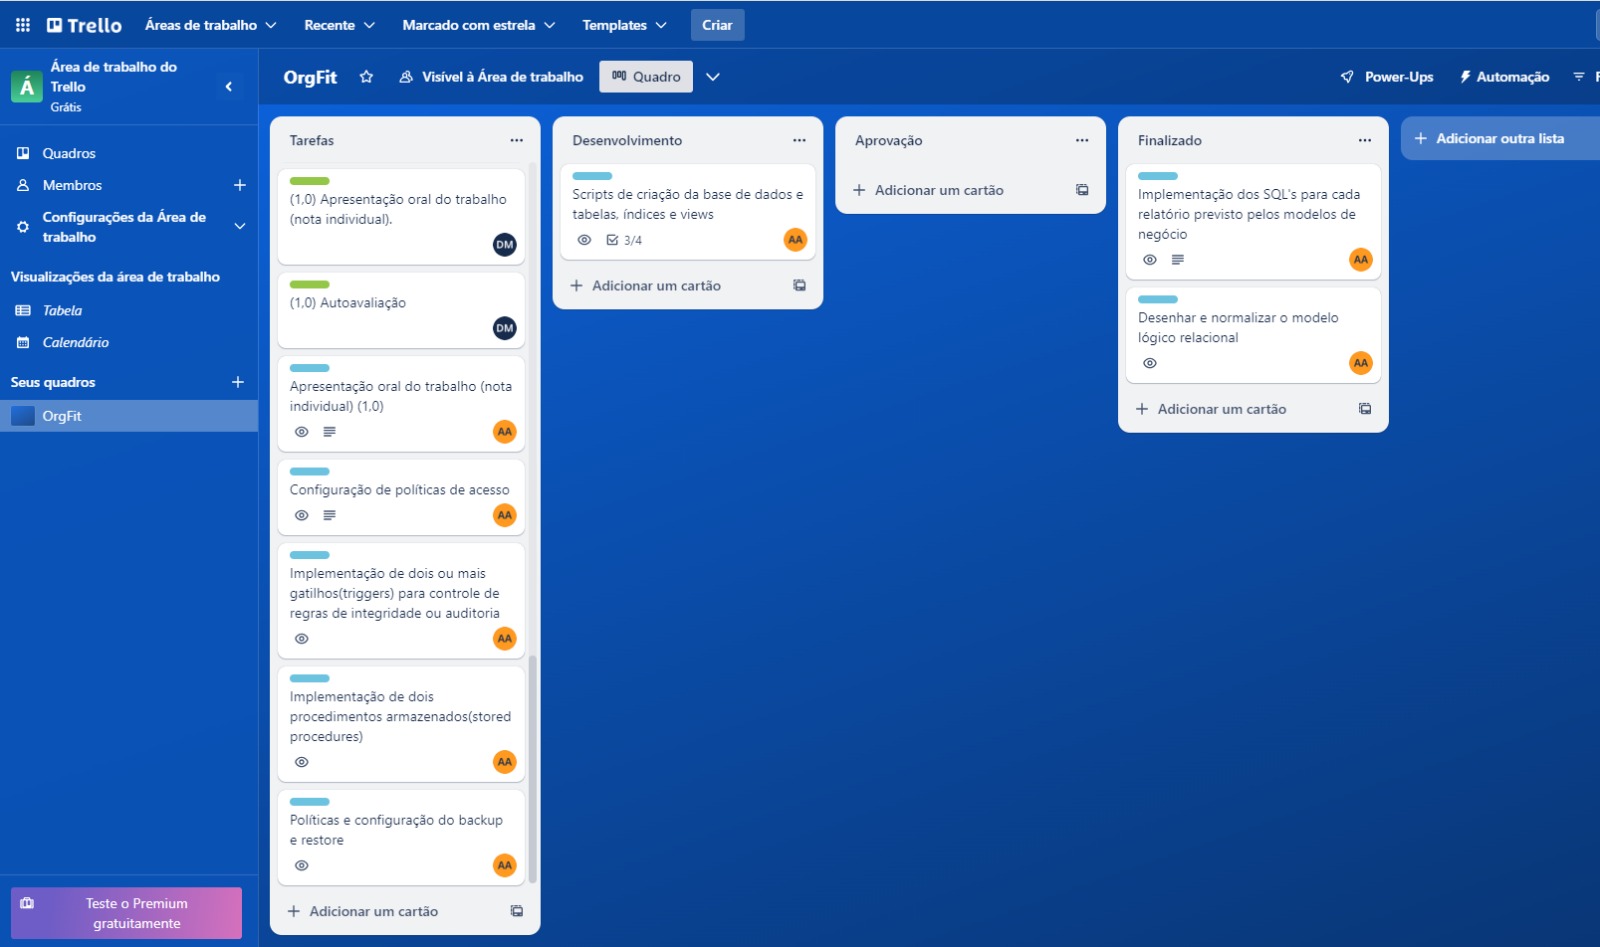 Trello
Áreas de trabalho
Recente
Marcado com estrela
Templates
Criar
Á
Área de trabalho do
Trello
Grátis
OrgFit
Visível à Área de trabalho
Quadro
Power-Ups
Automação
F
Quadros
Membros
Configurações da Área de
trabalho
Visualizações da área de trabalho
Tabela
Calendário
Seus quadros
OrgFit
Teste o Premium
gratuitamente
Tarefas
(1,0) Apresentação oral do trabalho
(nota individual).
DM
(1,0) Autoavaliação
DM
Apresentação oral do trabalho (nota
individual) (1,0)
AA
Configuração de políticas de acesso
AA
Implementação de dois ou mais
gatilhos(triggers) para controle de
regras de integridade ou auditoria
AA
Implementação de dois
procedimentos armazenados(stored
procedures)
AA
Políticas e configuração do backup
e restore
AA
Adicionar um cartão
Desenvolvimento
Scripts de criação da base de dados e
tabelas, índices e views
3/4
AA
Adicionar um cartão
Aprovação
Adicionar um cartão
Finalizado
Implementação dos SQL's para cada
relatório previsto pelos modelos de
negócio
AA
Desenhar e normalizar o modelo
lógico relacional
AA
Adicionar um cartão
Adicionar outra lista